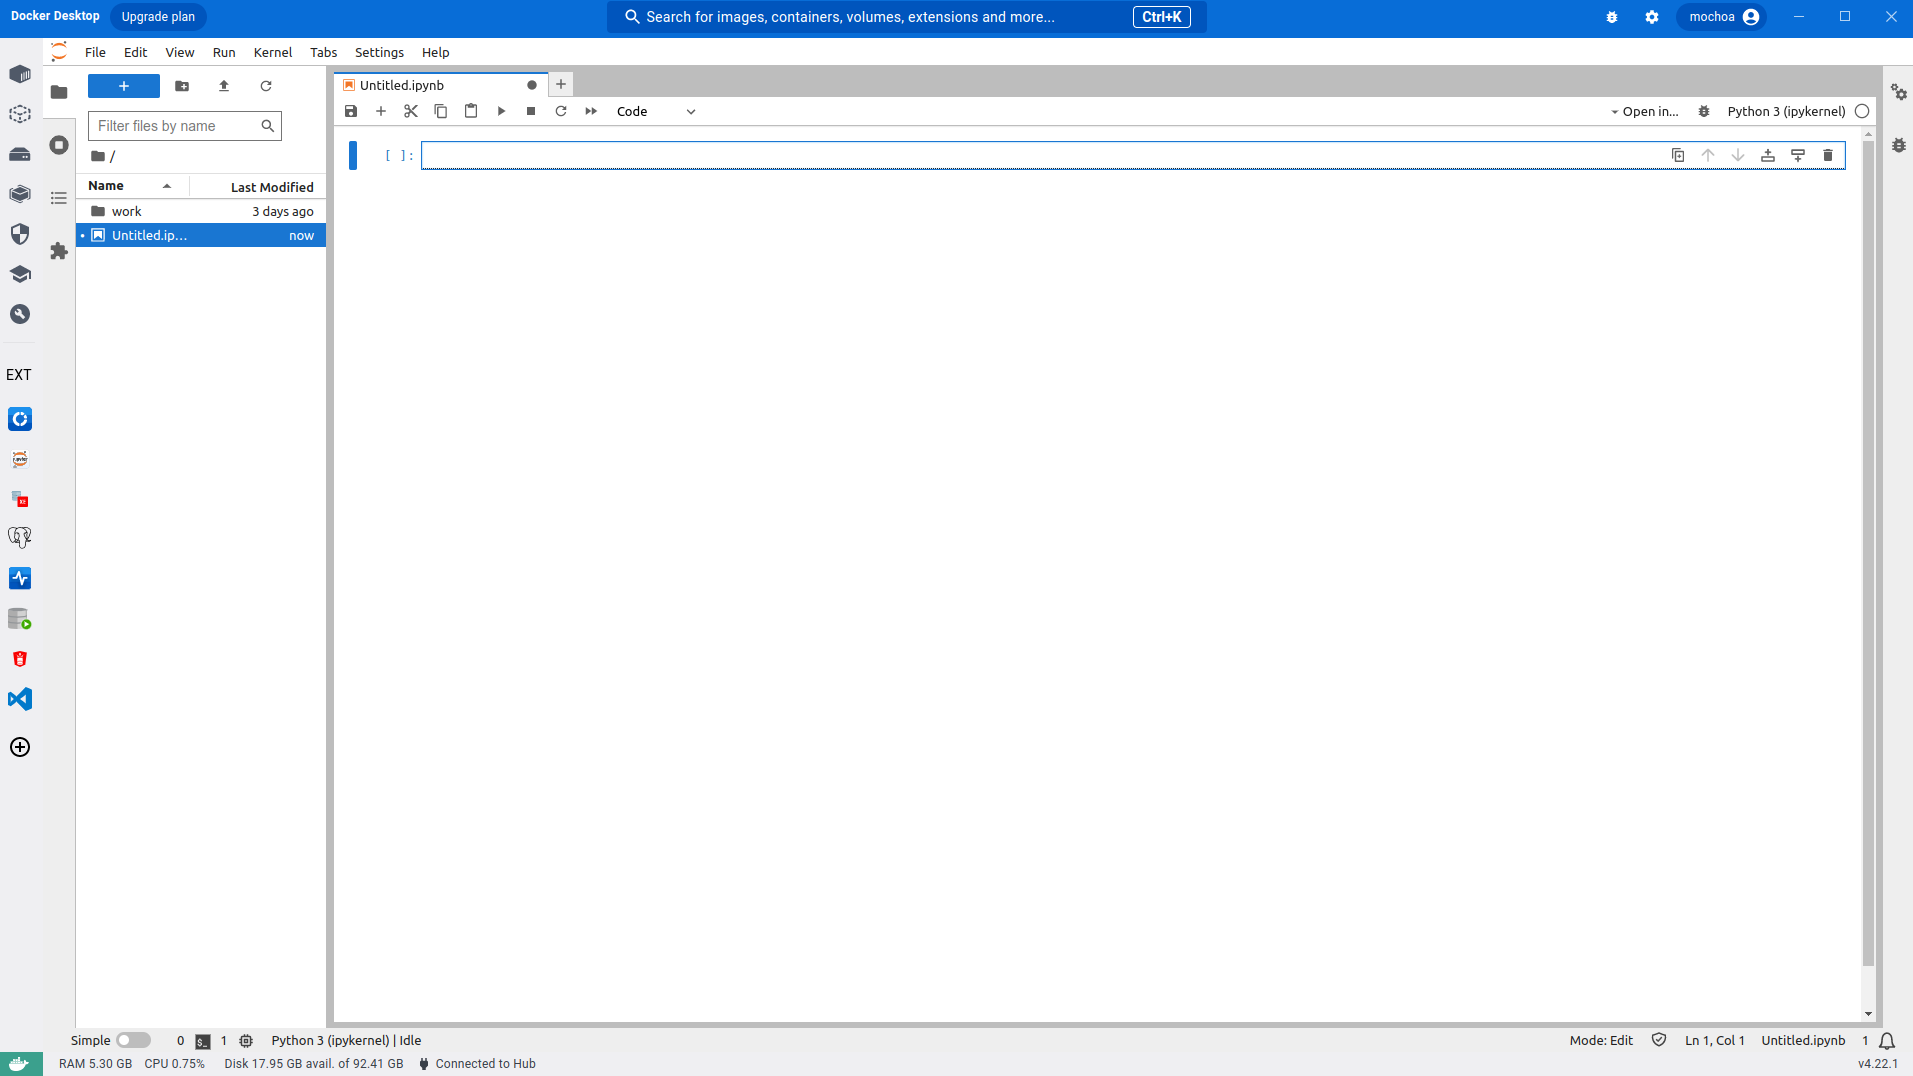 Docker Desktop Upgrade plan Search for images, containers, volumes, extensions and more... Ctrl+K mochoa
File Edit View Run Kernel Tabs Settings Help
Untitled.ipynb
Filter files by name
Code Open in... Python 3 (ipykernel)
/
[ ]:
Name Last Modified
work 3 days ago
Untitled.ip... now
EXT
Simple 0 1 Python 3 (ipykernel) | Idle Mode: Edit Ln 1, Col 1 Untitled.ipynb 1
RAM 5.30 GB CPU 0.75% Disk 17.95 GB avail. of 92.41 GB Connected to Hub v4.22.1